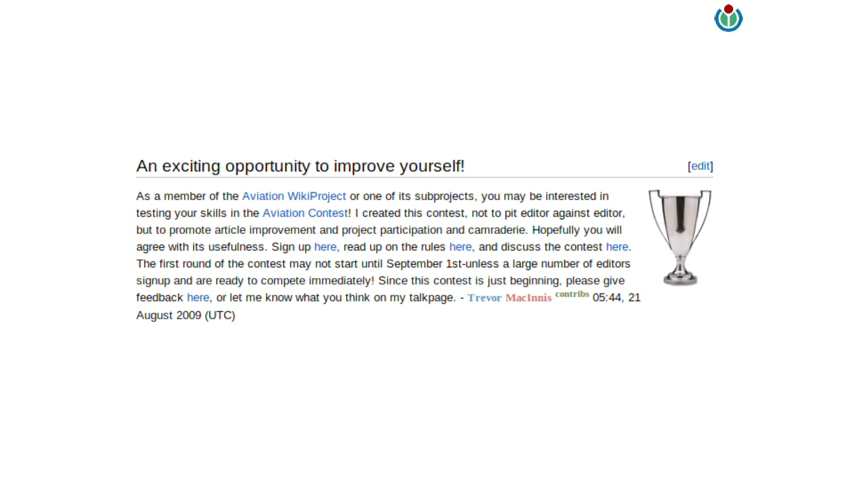 An exciting opportunity to improve yourself! [edit]
As a member of the Aviation WikiProject or one of its subprojects, you may be interested in
testing your skills in the Aviation Contest! I created this contest, not to pit editor against editor,
but to promote article improvement and project participation and camraderie. Hopefully you will
agree with its usefulness. Sign up here, read up on the rules here, and discuss the contest here.
The first round of the contest may not start until September 1st-unless a large number of editors
signup and are ready to compete immediately! Since this contest is just beginning, please give
feedback here, or let me know what you think on my talkpage. - Trevor MacInnis contribs 05:44, 21
August 2009 (UTC)